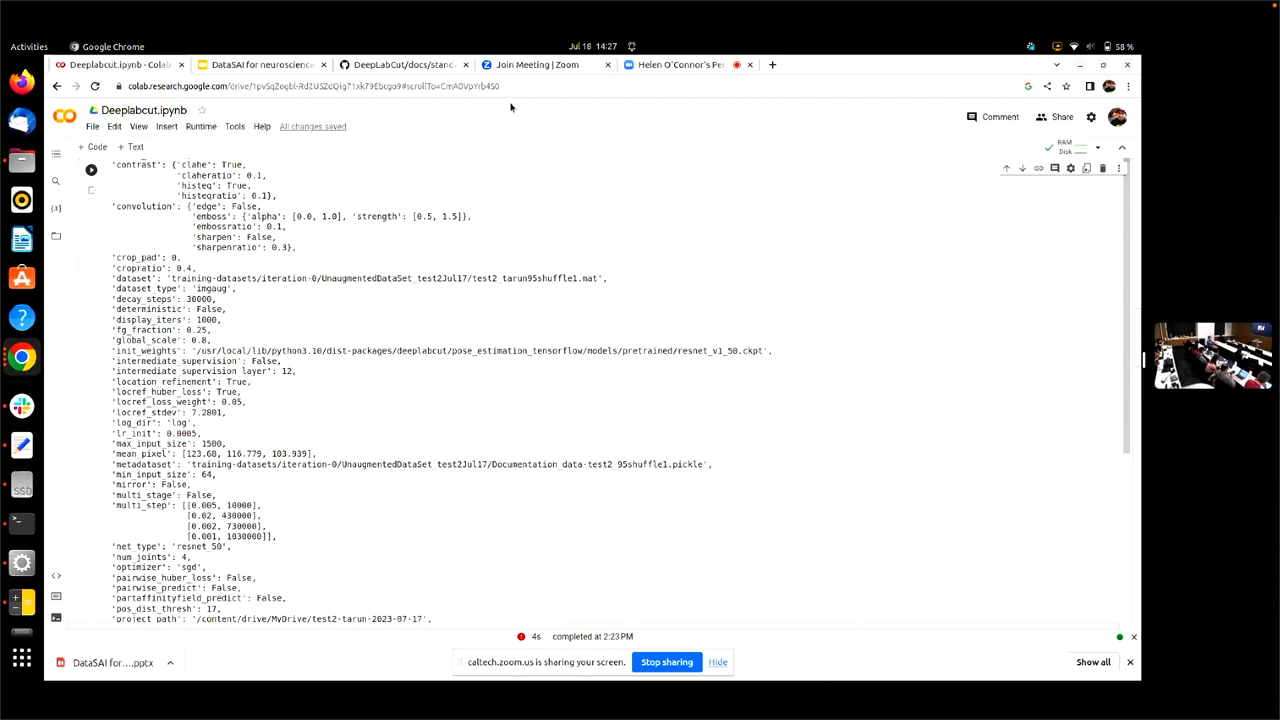 Activities
Google Chrome
Jul 18 14:27
58 %
Deeplabcut.ipynb - Colab
DataSAI for neuroscience
DeepLabCut/docs/stand
Join Meeting | Zoom
Helen O'Connor's Per
colab.research.google.com/drive/1pvSqZogbl-Rd2USZdQig71xk79Ebcgo9#scrollTo=CmA0VpYrb4S0
Deeplabcut.ipynb
Comment
Share
File Edit View Insert Runtime Tools Help All changes saved
+ Code + Text
RAM
Disk
'contrast': {'clahe': True,
'claheratio': 0.1,
'histeq': True,
'histeqratio': 0.1},
'convolution': {'edge': False,
'emboss': {'alpha': [0.0, 1.0], 'strength': [0.5, 1.5]},
'embossratio': 0.1,
'sharpen': False,
'sharpenratio': 0.3},
'crop_pad': 0,
'cropratio': 0.4,
'dataset': 'training-datasets/iteration-0/UnaugmentedDataSet_test2Jul17/test2_tarun95shuffle1.mat',
'dataset_type': 'imgaug',
'decay_steps': 30000,
'deterministic': False,
'display_iters': 1000,
'fg_fraction': 0.25,
'global_scale': 0.8,
'init_weights': '/usr/local/lib/python3.10/dist-packages/deeplabcut/pose_estimation_tensorflow/models/pretrained/resnet_v1_50.ckpt',
'intermediate_supervision': False,
'intermediate_supervision_layer': 12,
'location_refinement': True,
'locref_huber_loss': True,
'locref_loss_weight': 0.05,
'locref_stdev': 7.2801,
'log_dir': 'log',
'lr_init': 0.0005,
'max_input_size': 1500,
'mean_pixel': [123.68, 116.779, 103.939],
'metadataset': 'training-datasets/iteration-0/UnaugmentedDataSet_test2Jul17/Documentation_data-test2_95shuffle1.pickle',
'min_input_size': 64,
'mirror': False,
'multi_stage': False,
'multi_step': [[0.005, 10000],
[0.02, 430000],
[0.002, 730000],
[0.001, 1030000]],
'net_type': 'resnet_50',
'num_joints': 4,
'optimizer': 'sgd',
'pairwise_huber_loss': False,
'pairwise_predict': False,
'partaffinityfield_predict': False,
'pos_dist_thresh': 17,
'project_path': '/content/drive/MyDrive/test2-tarun-2023-07-17',
4s completed at 2:23 PM
DataSAI for....pptx
caltech.zoom.us is sharing your screen.
Stop sharing
Hide
Show all
SSD